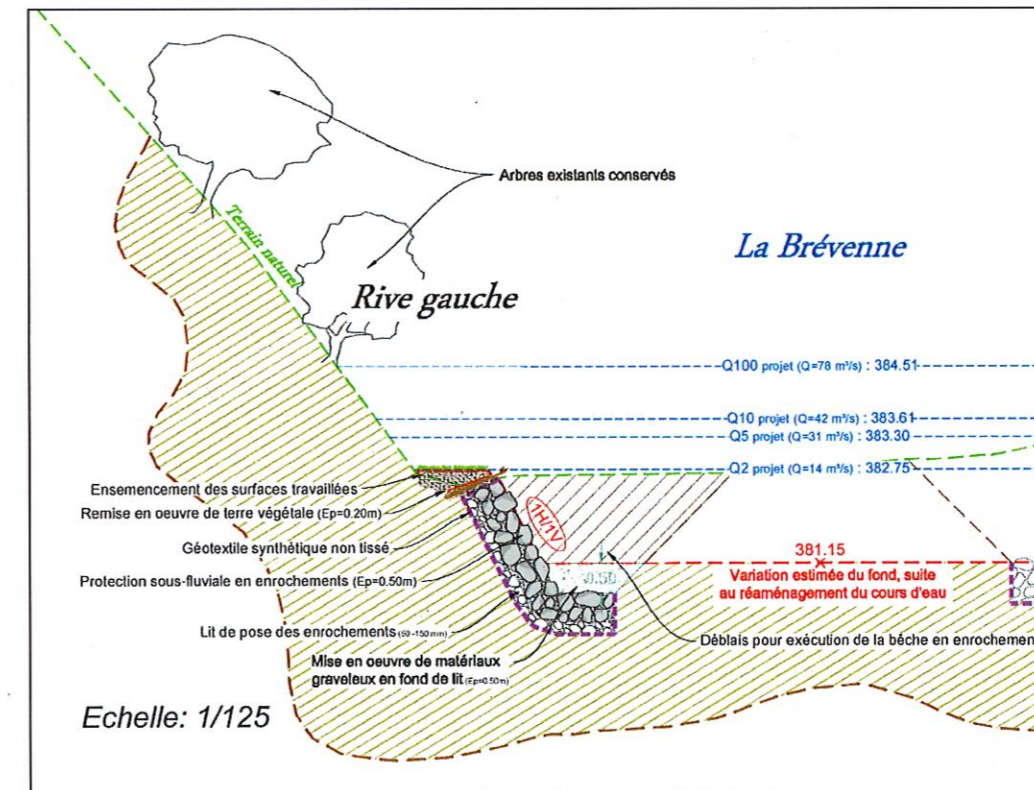 Arbres existants conservés
Terrain naturel
La Brévenne
Rive gauche
Q100 projet (Q=78 m³/s) : 384.51
Q10 projet (Q=42 m³/s) : 383.61
Q5 projet (Q=31 m³/s) : 383.30
Q2 projet (Q=14 m³/s) : 382.75
Ensemencement des surfaces travaillées
Remise en oeuvre de terre végétale (Ep=0.20m)
1H/1V
Géotextile synthétique non tissé
381.15
Protection sous-fluviale en enrochements (Ep=0.50m)
0.50
Variation estimée du fond, suite
au réaménagement du cours d'eau
Lit de pose des enrochements (50-150mm)
Déblais pour exécution de la bêche en enrochement
Mise en oeuvre de matériaux
graveleux en fond de lit (Ep=0.50m)
Echelle: 1/125